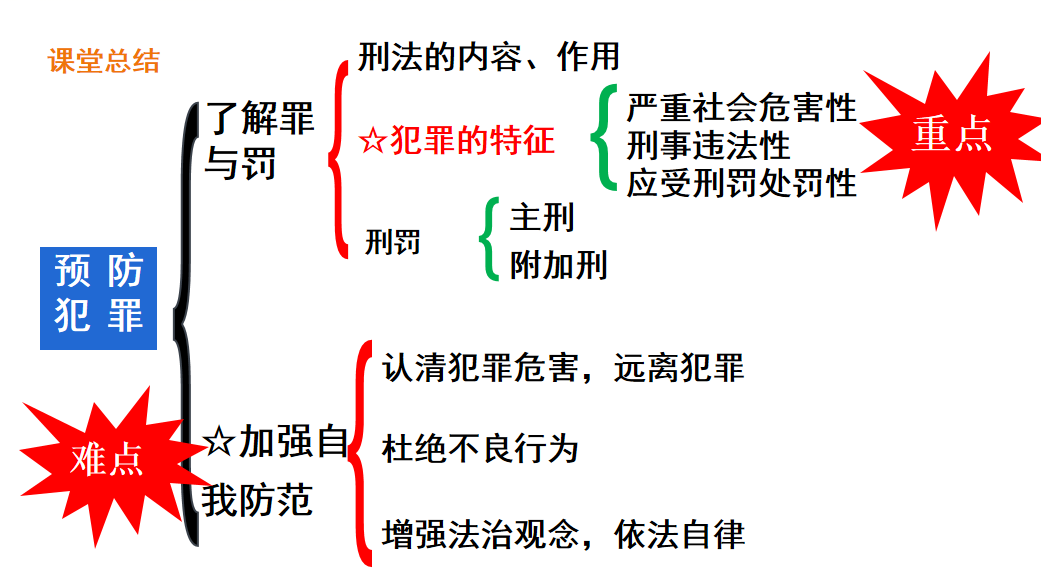 课堂总结
预防
犯罪
了解罪
与罚
刑法的内容、作用
☆犯罪的特征
严重社会危害性
刑事违法性
应受刑罚处罚性
重点
刑罚
主刑
附加刑
难点
☆加强自
我防范
认清犯罪危害，远离犯罪
杜绝不良行为
增强法治观念，依法自律